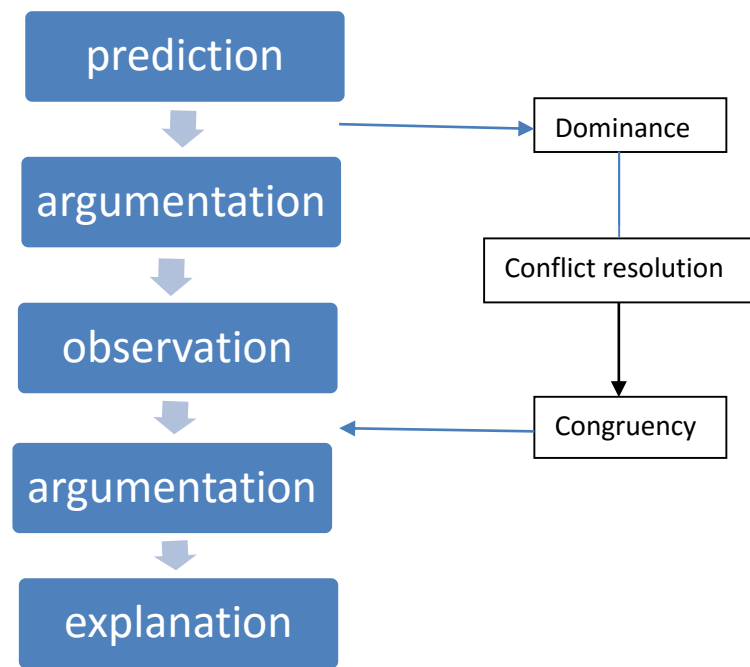 prediction
argumentation
observation
argumentation
explanation
Dominance
Conflict resolution
Congruency